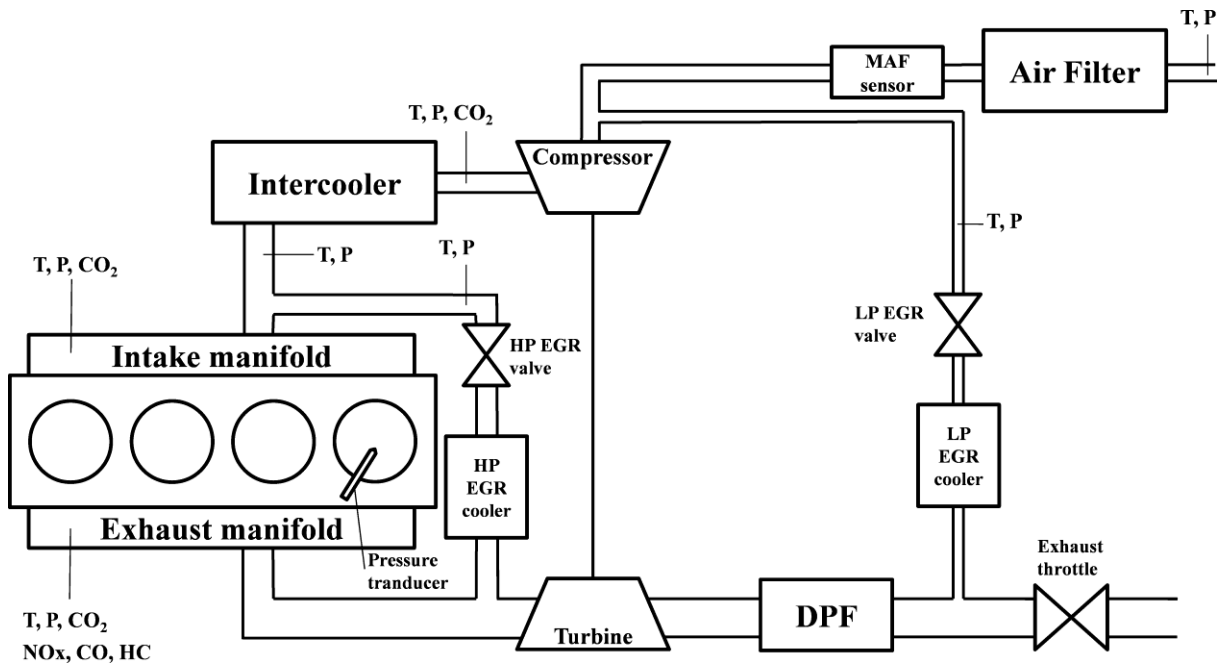 T, P
MAF
sensor
Air Filter
T, P, CO₂
Compressor
Intercooler
T, P
T, P
T, P
T, P, CO₂
LP EGR
valve
HP EGR
valve
Intake manifold
LP
EGR
cooler
HP
EGR
cooler
Exhaust manifold
Pressure
tranducer
Exhaust
throttle
T, P, CO₂
NOx, CO, HC
Turbine
DPF